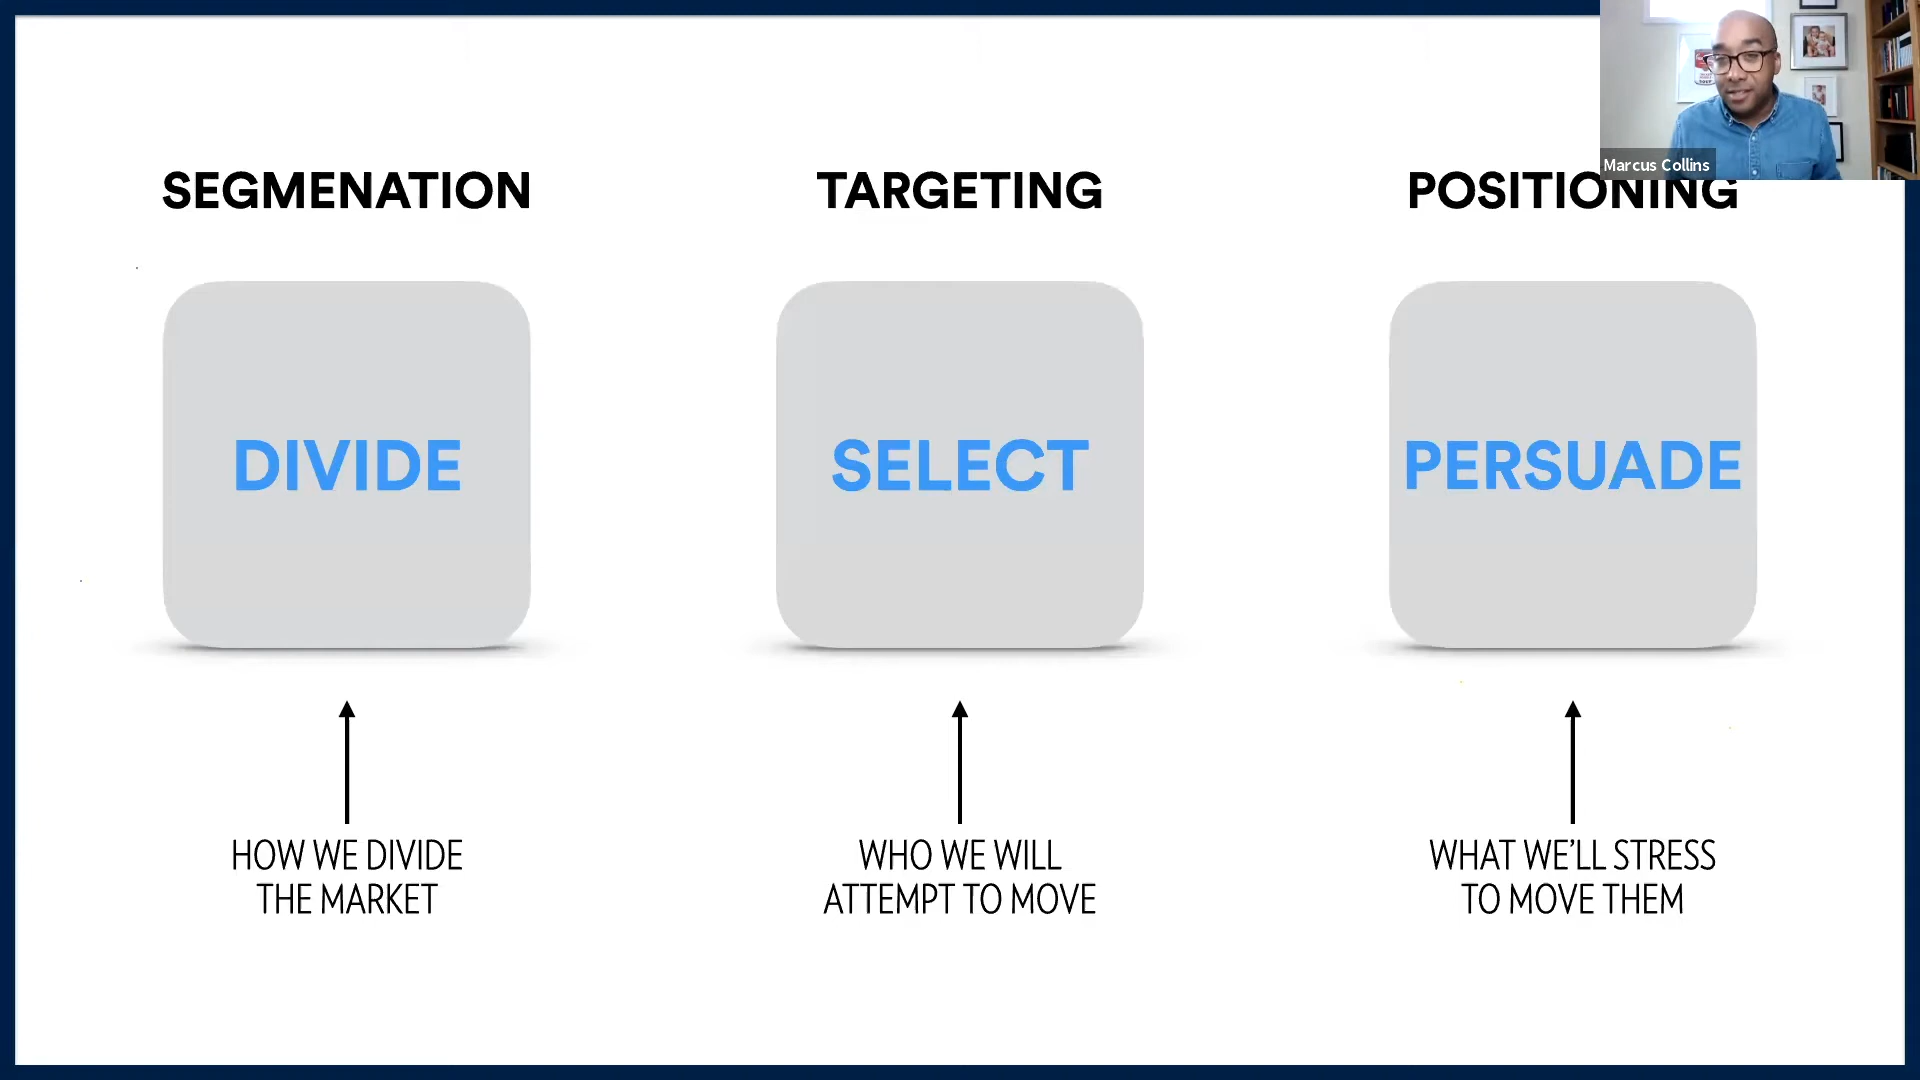 Marcus Collins
SEGMENATION
TARGETING
POSITIONING
DIVIDE
SELECT
PERSUADE
HOW WE DIVIDE
THE MARKET
WHO WE WILL
ATTEMPT TO MOVE
WHAT WE'LL STRESS
TO MOVE THEM